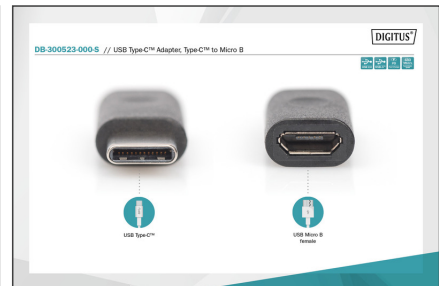 DIGITUS®
DB-300523-000-S // USB Type-C™ Adapter, Type-C™ to Micro B
USB Type-C™
USB Micro B
female